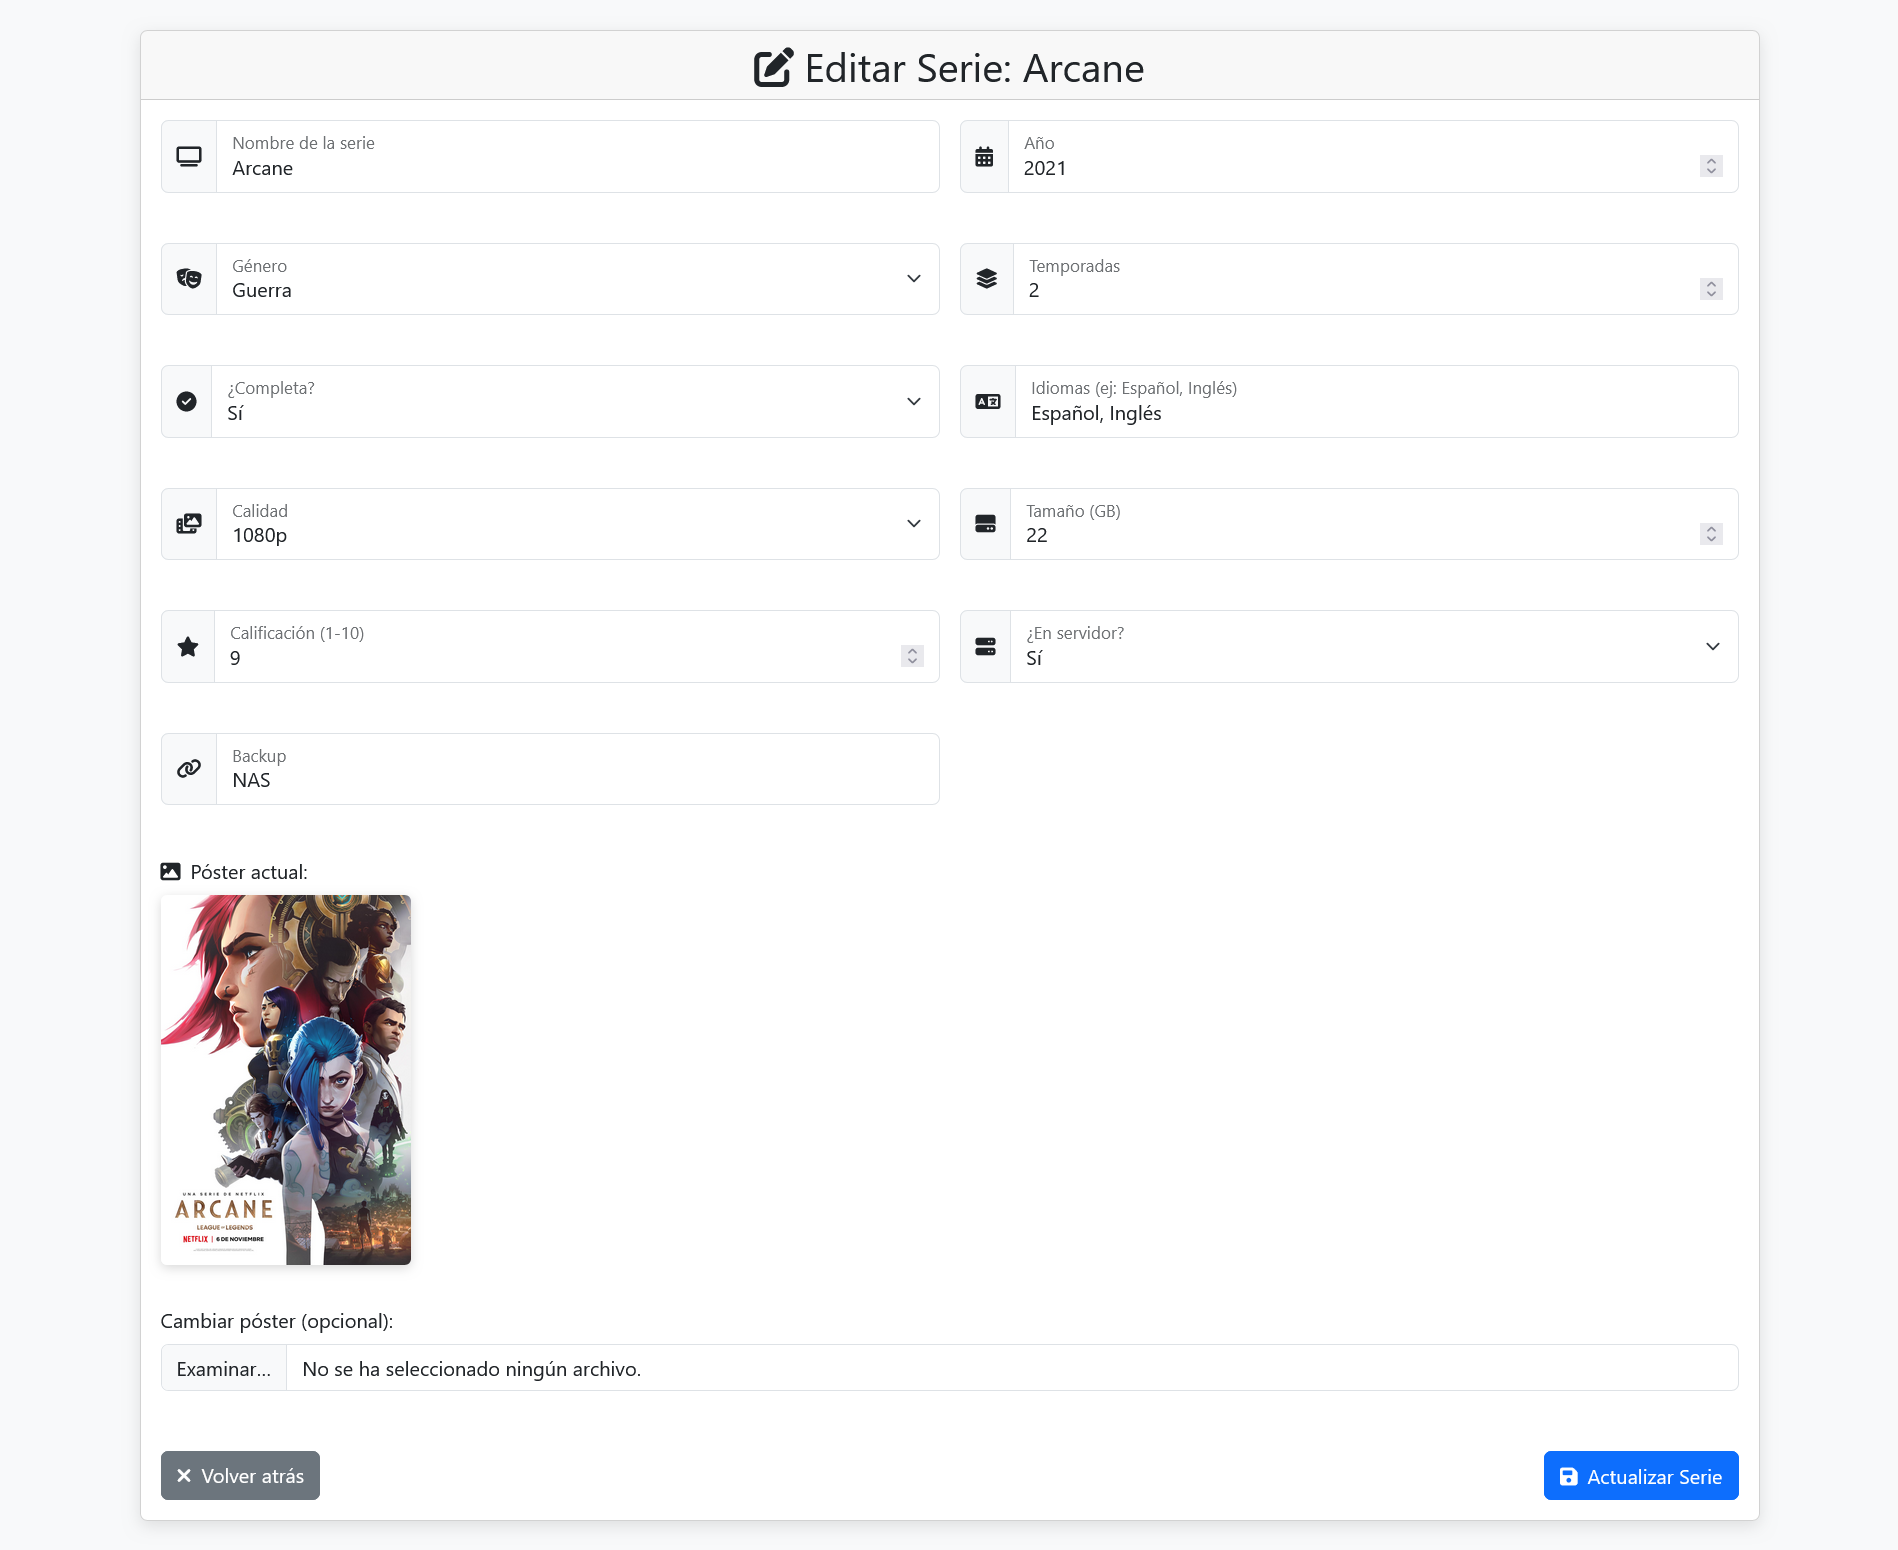 Editar Serie: Arcane
Nombre de la serie
Arcane
Año
2021
Género
Guerra
Temporadas
2
¿Completa?
Sí
Idiomas (ej: Español, Inglés)
Español, Inglés
Calidad
1080p
Tamaño (GB)
22
Calificación (1-10)
9
¿En servidor?
Sí
Backup
NAS
Póster actual:
UNA SERIE DE NETFLIX
ARCANE
LEAGUE OF LEGENDS
NETFLIX | 6 DE NOVIEMBRE
Cambiar póster (opcional):
Examinar... No se ha seleccionado ningún archivo.
Volver atrás
Actualizar Serie